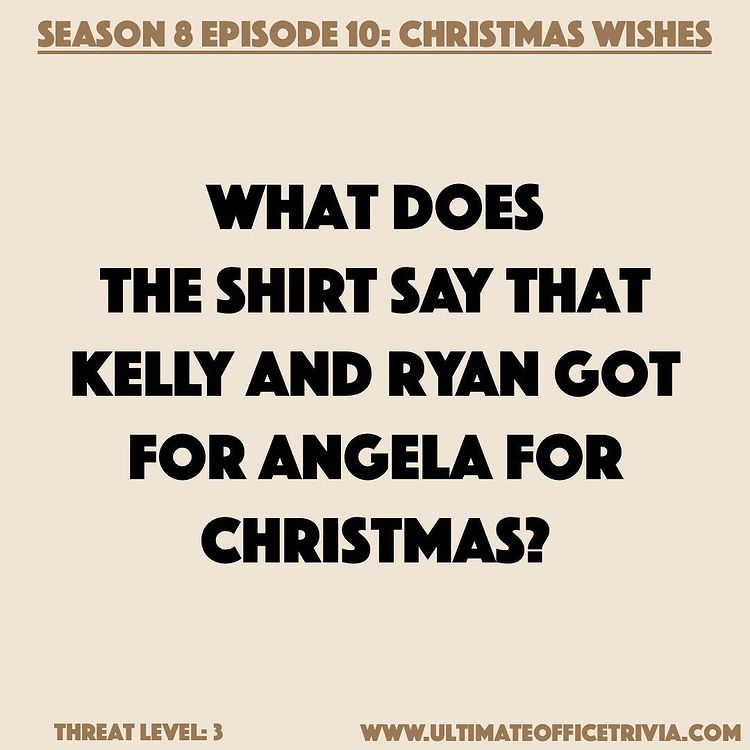 SEASON 8 EPISODE 10: CHRISTMAS WISHES
WHAT DOES
THE SHIRT SAY THAT
KELLY AND RYAN GOT
FOR ANGELA FOR
CHRISTMAS?
THREAT LEVEL: 3
WWW.ULTIMATEOFFICETRIVIA.COM